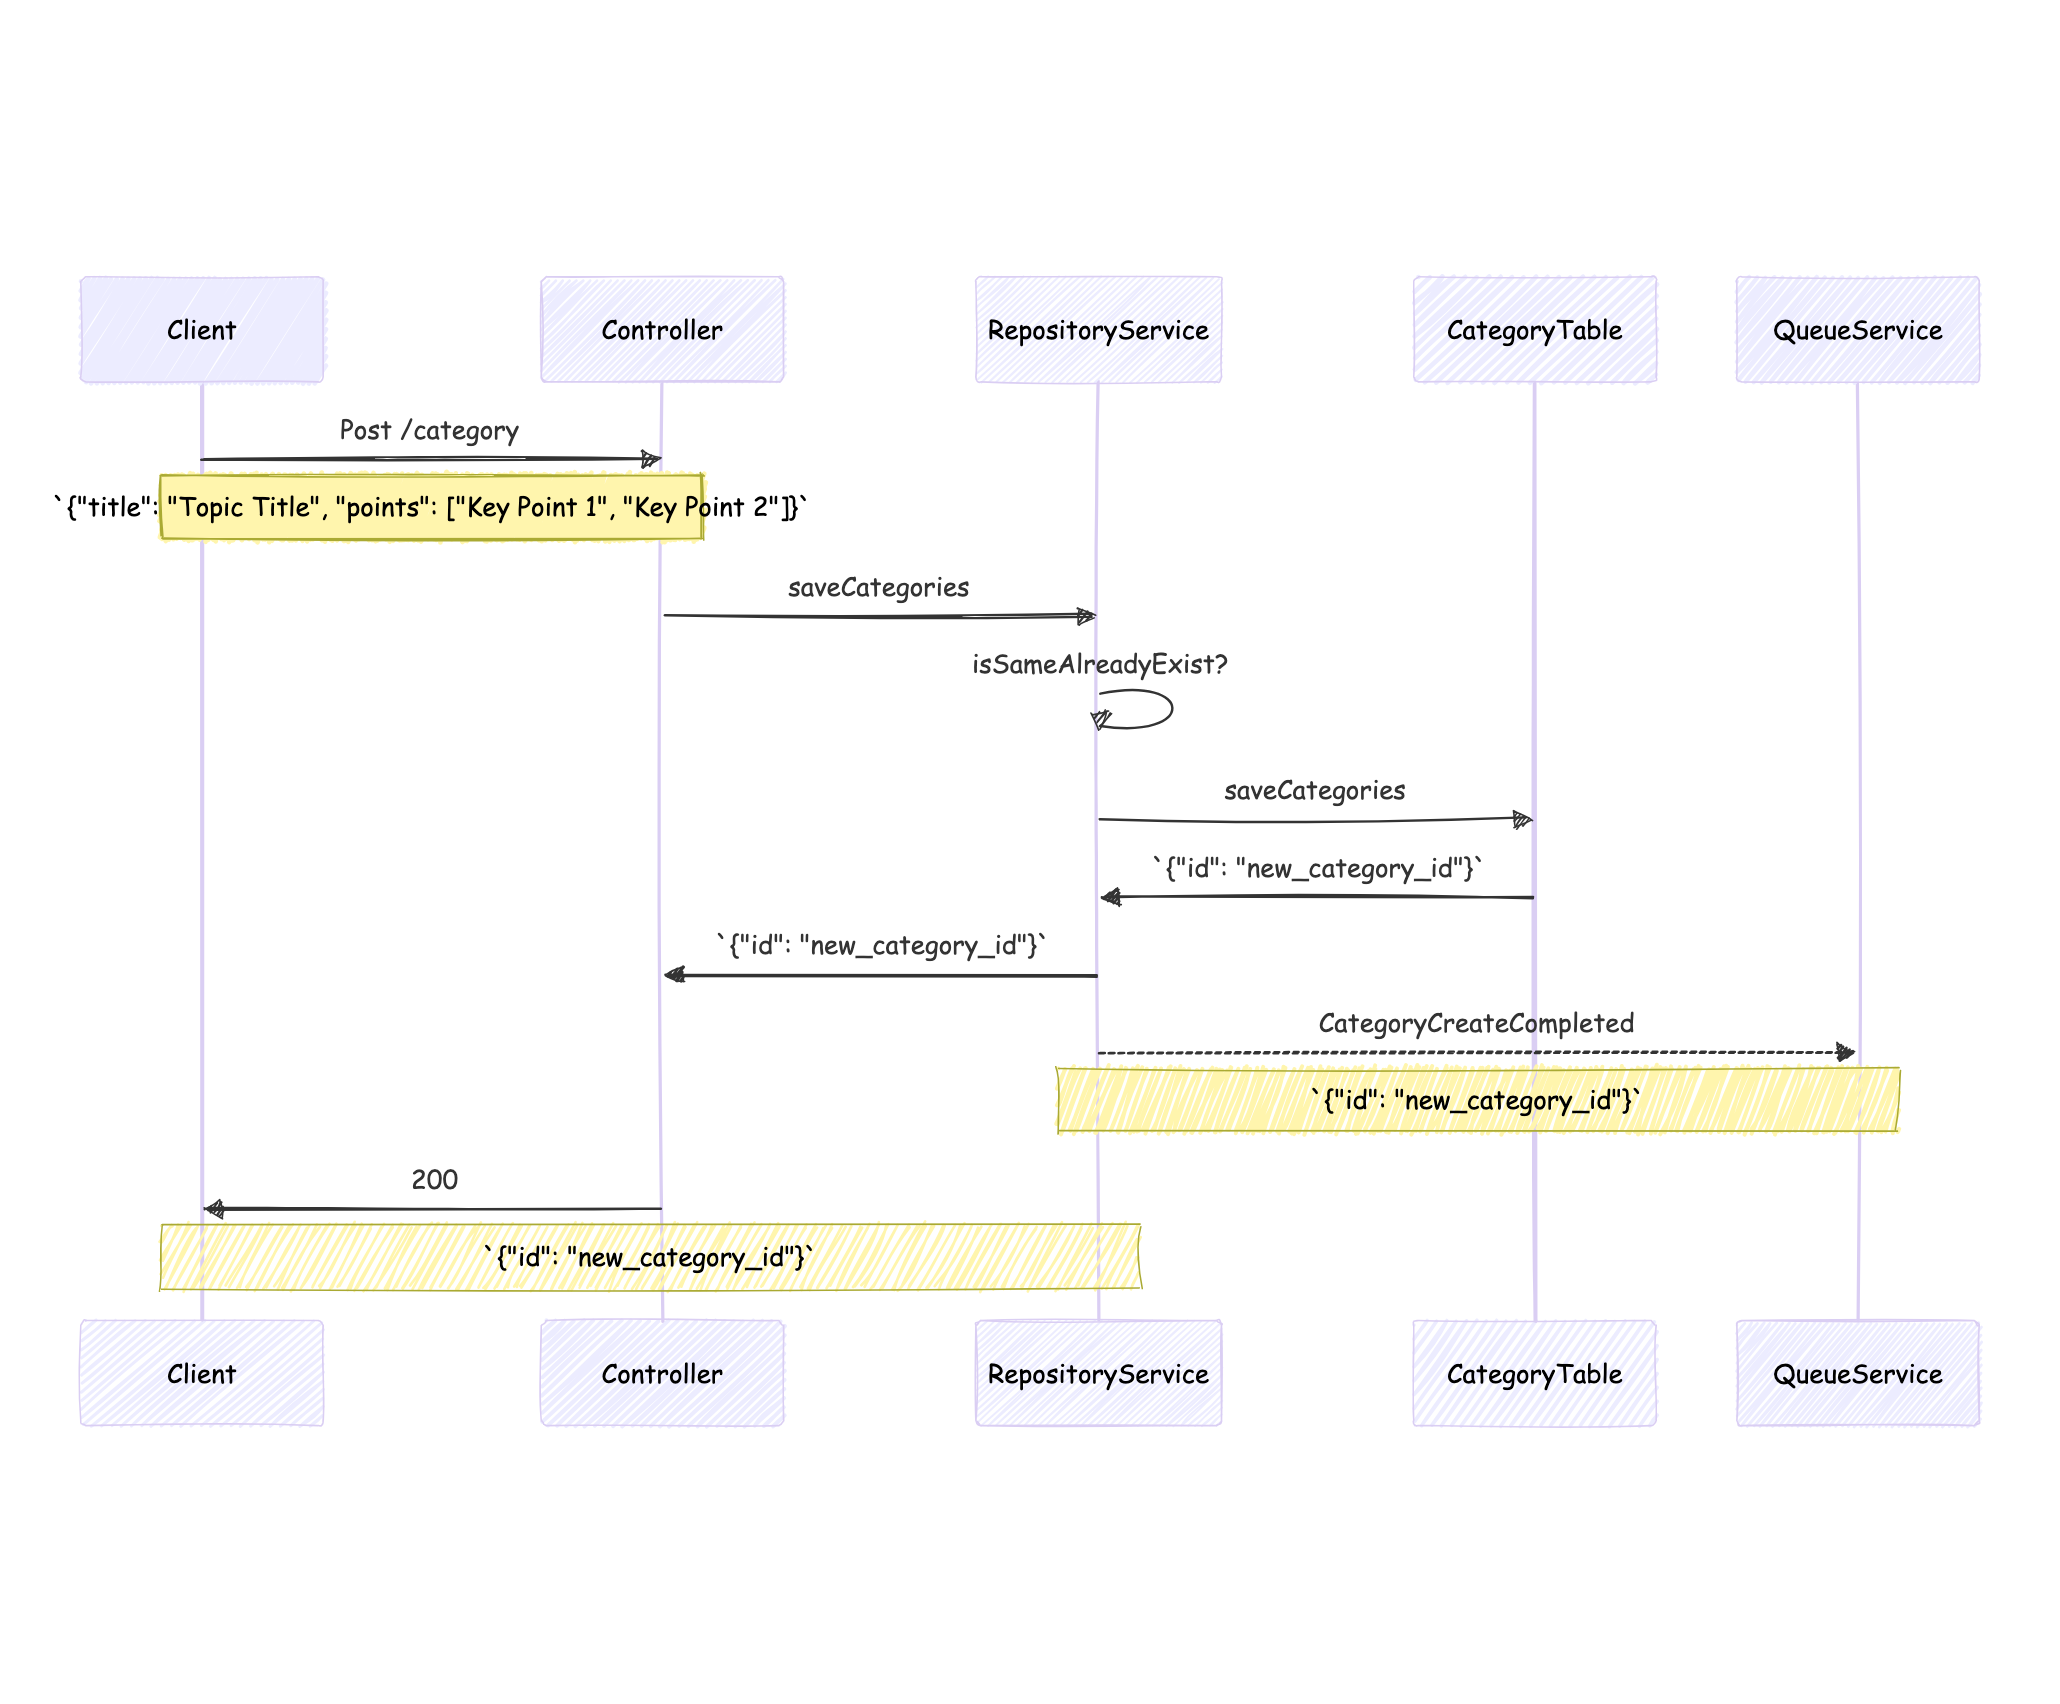 Client
Controller
RepositoryService
CategoryTable
QueueService
Post /category
`{"title": "Topic Title", "points": ["Key Point 1", "Key Point 2"]}`
saveCategories
isSameAlreadyExist?
saveCategories
`{"id": "new_category_id"}`
`{"id": "new_category_id"}`
CategoryCreateCompleted
`{"id": "new_category_id"}`
200
`{"id": "new_category_id"}`
Client
Controller
RepositoryService
CategoryTable
QueueService